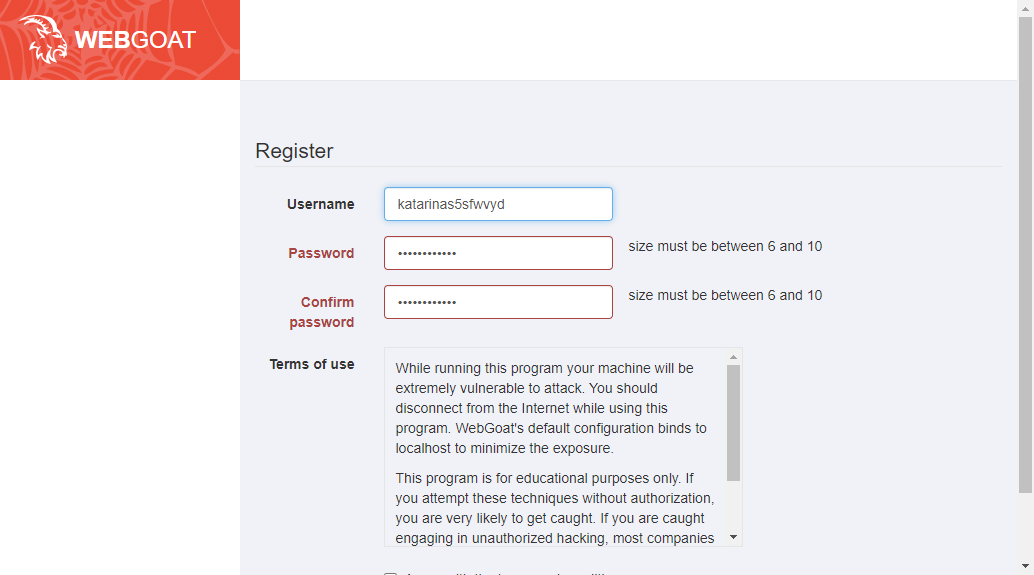 WEBGOAT
Register
Username
katarinas5sfwvyd
Password
••••••••••••
size must be between 6 and 10
Confirm
password
••••••••••••
size must be between 6 and 10
Terms of use
While running this program your machine will be
extremely vulnerable to attack. You should
disconnect from the Internet while using this
program. WebGoat's default configuration binds to
localhost to minimize the exposure.
This program is for educational purposes only. If
you attempt these techniques without authorization,
you are very likely to get caught. If you are caught
engaging in unauthorized hacking, most companies